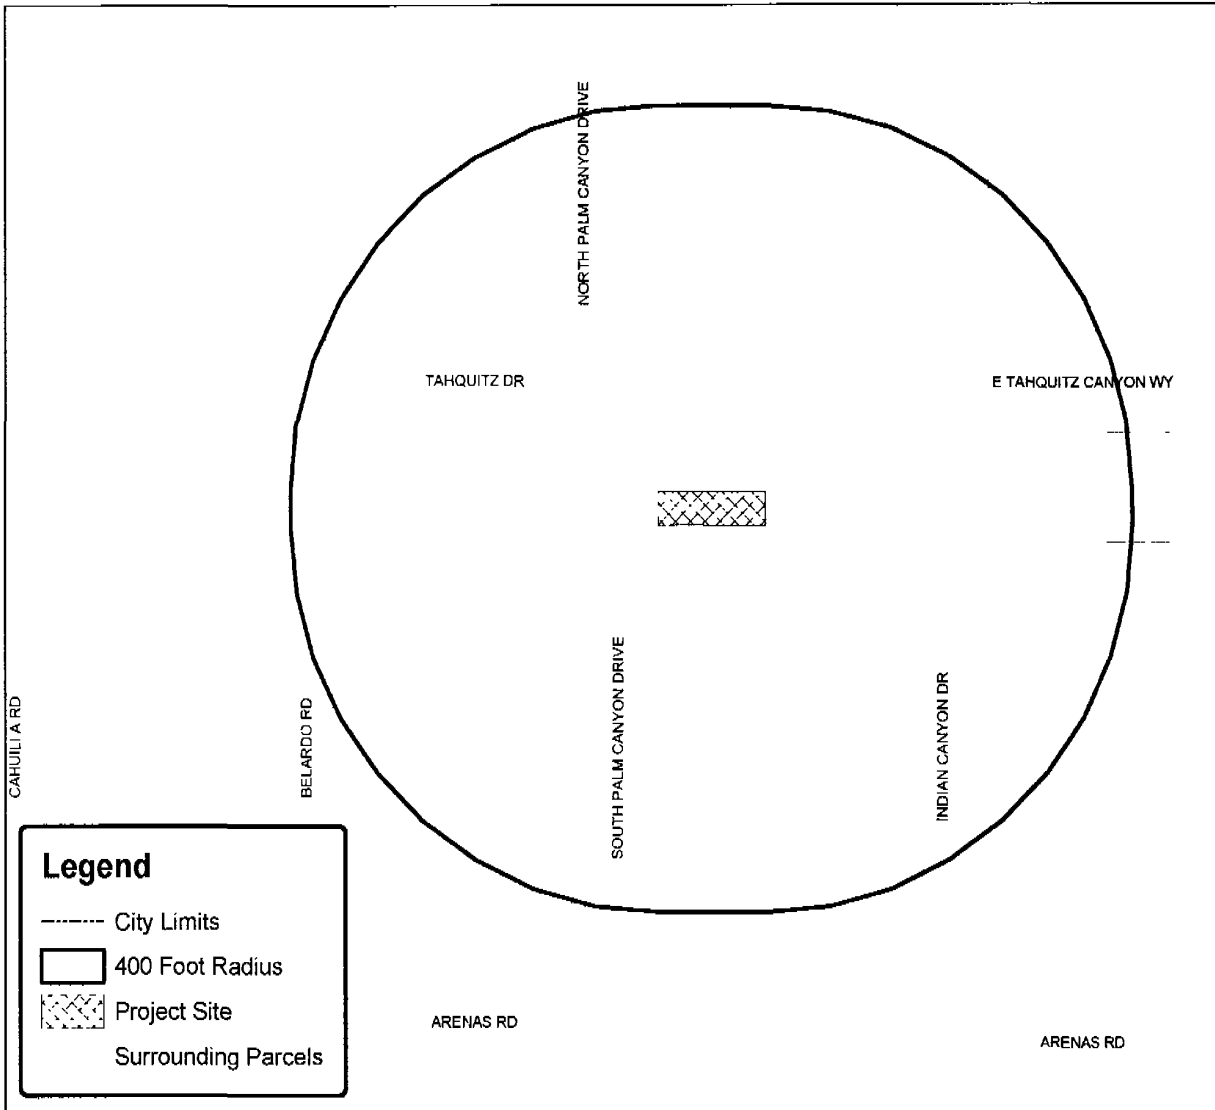 NORTH PALM CANYON DRIVE
TAHQUITZ DR
E TAHQUITZ CANYON WY
SOUTH PALM CANYON DRIVE
INDIAN CANYON DR
CAHUILLA RD
BELARDO RD
Legend
City Limits
400 Foot Radius
Project Site
Surrounding Parcels
ARENAS RD
ARENAS RD